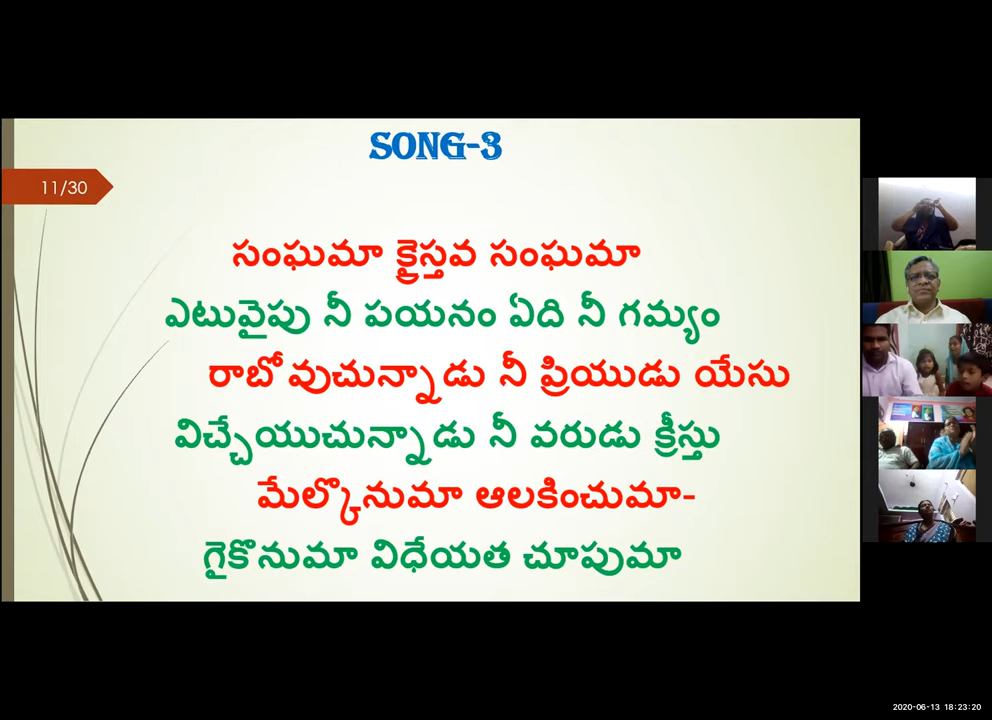 SONG-3
11/30
సంఘమా క్రైస్తవ సంఘమా
ఎటువైపు నీ పయనం ఏది నీ గమ్యం
రాబోవుచున్నాడు నీ ప్రియుడు యేసు
విచ్చేయుచున్నాడు నీ వరుడు క్రీస్తు
మేల్కొనుమా ఆలకించుమా-
గైకొనుమా విధేయత చూపుమా
2020-06-13 18:23:20